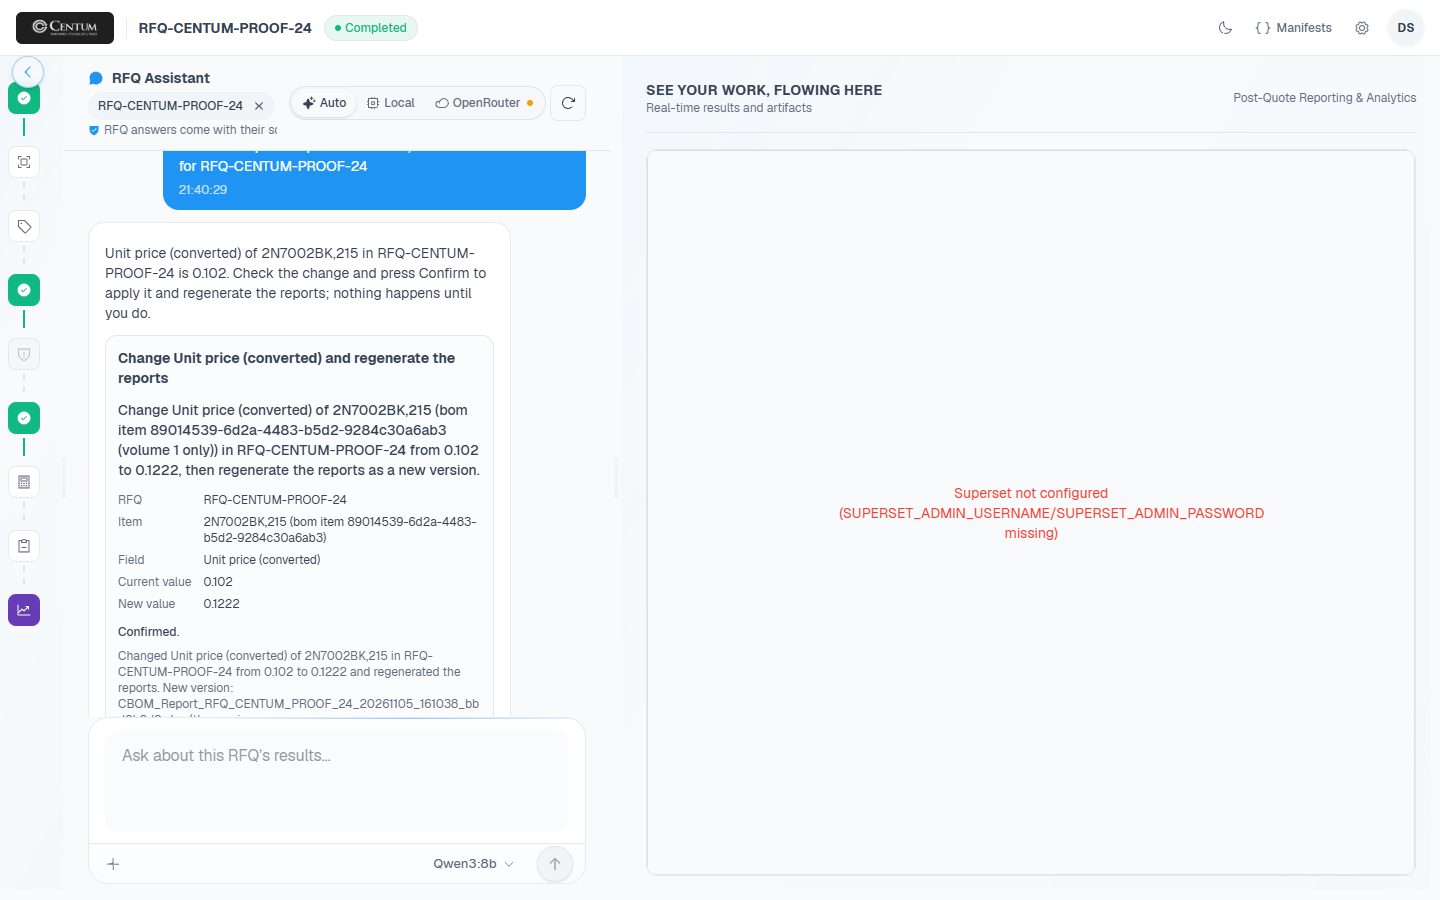 CENTUM
RFQ-CENTUM-PROOF-24
Completed
{ } Manifests
DS
RFQ Assistant
RFQ-CENTUM-PROOF-24 ×
Auto
Local
OpenRouter
RFQ answers come with their
for RFQ-CENTUM-PROOF-24
21:40:29
Unit price (converted) of 2N7002BK,215 in RFQ-CENTUM-
PROOF-24 is 0.102. Check the change and press Confirm to
apply it and regenerate the reports; nothing happens until
you do.
Change Unit price (converted) and regenerate the
reports
Change Unit price (converted) of 2N7002BK,215 (bom
item 89014539-6d2a-4483-b5d2-9284c30a6ab3
(volume 1 only)) in RFQ-CENTUM-PROOF-24 from 0.102
to 0.1222, then regenerate the reports as a new version.
RFQ RFQ-CENTUM-PROOF-24
Item 2N7002BK,215 (bom item 89014539-6d2a-4483-
b5d2-9284c30a6ab3)
Field Unit price (converted)
Current value 0.102
New value 0.1222
Confirmed.
Changed Unit price (converted) of 2N7002BK,215 in RFQ-
CENTUM-PROOF-24 from 0.102 to 0.1222 and regenerated the
reports. New version:
CBOM_Report_RFQ_CENTUM_PROOF_24_20261105_161038_bb
Ask about this RFQ's results...
Qwen3:8b
SEE YOUR WORK, FLOWING HERE
Real-time results and artifacts
Post-Quote Reporting & Analytics
Superset not configured
(SUPERSET_ADMIN_USERNAME/SUPERSET_ADMIN_PASSWORD
missing)